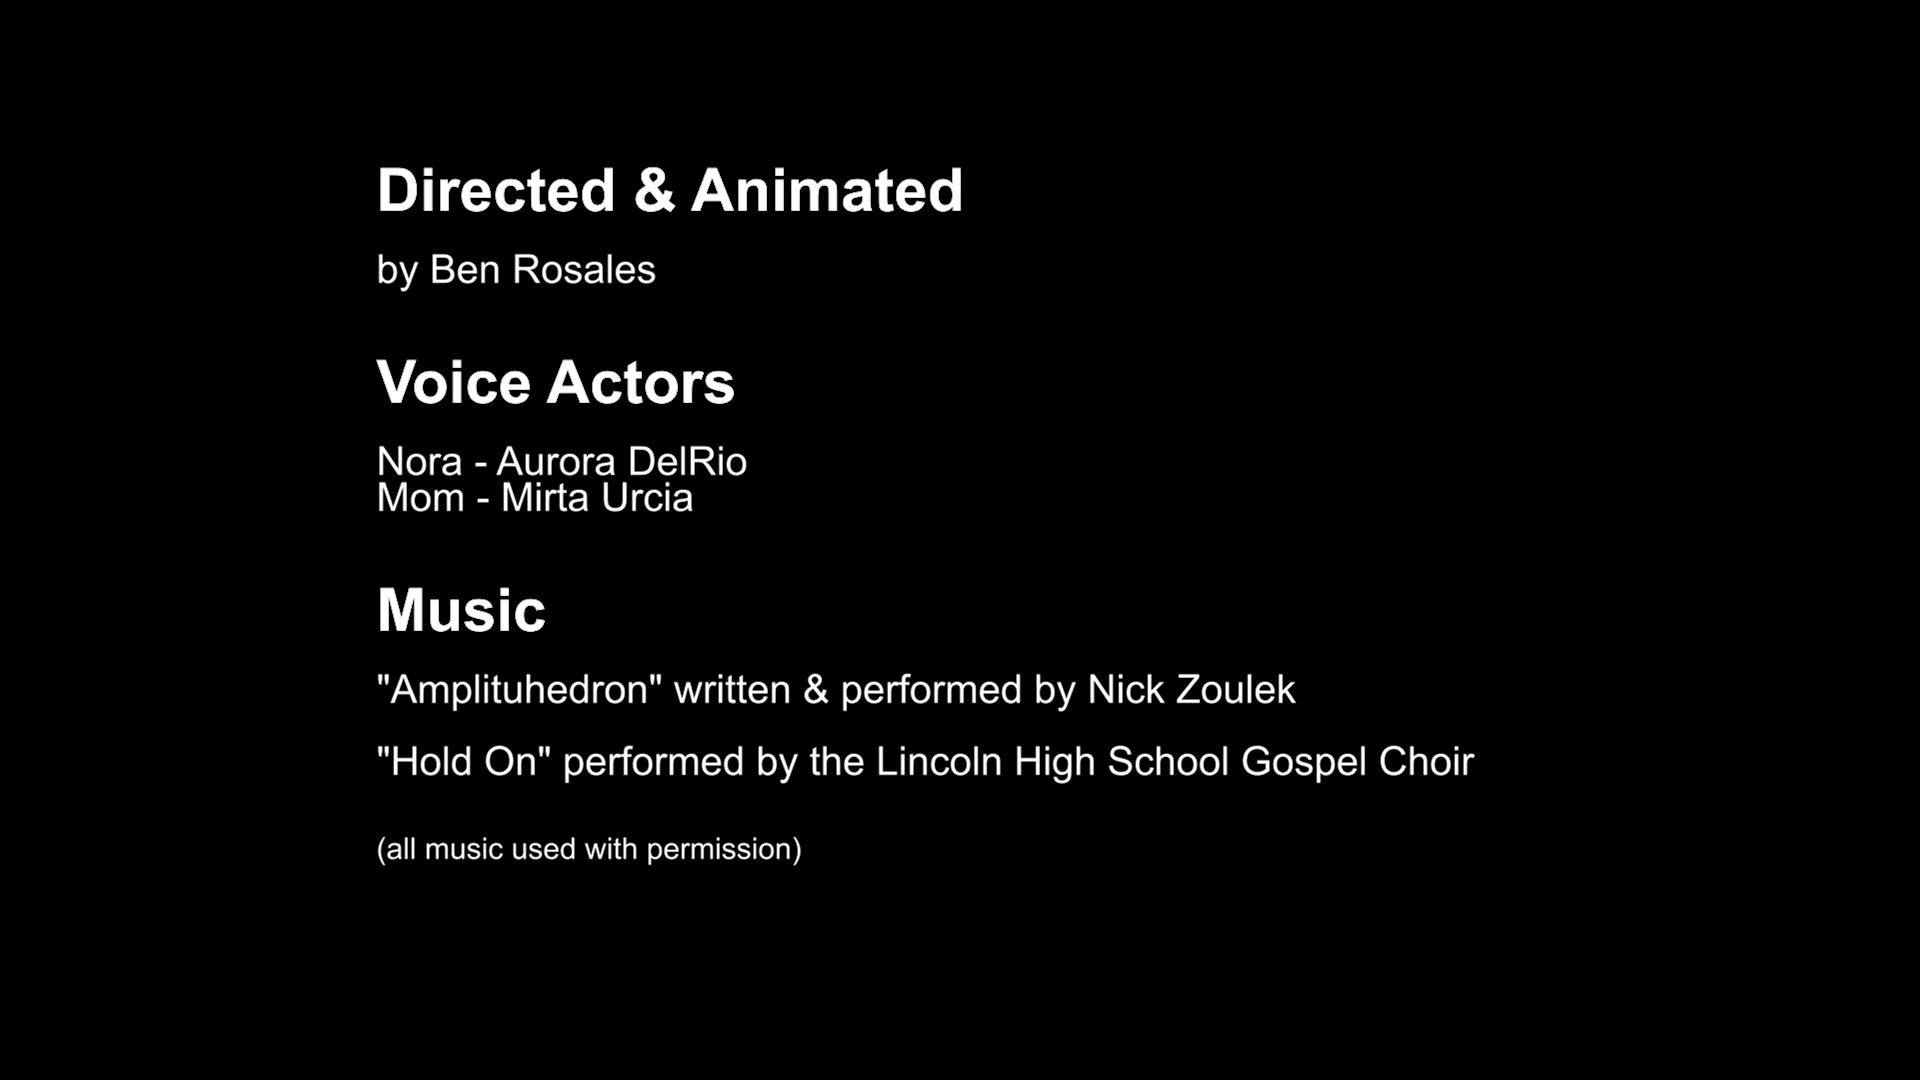 Directed & Animated
by Ben Rosales
Voice Actors
Nora - Aurora DelRio
Mom - Mirta Urcia
Music
"Amplituhedron" written & performed by Nick Zoulek
"Hold On" performed by the Lincoln High School Gospel Choir
(all music used with permission)